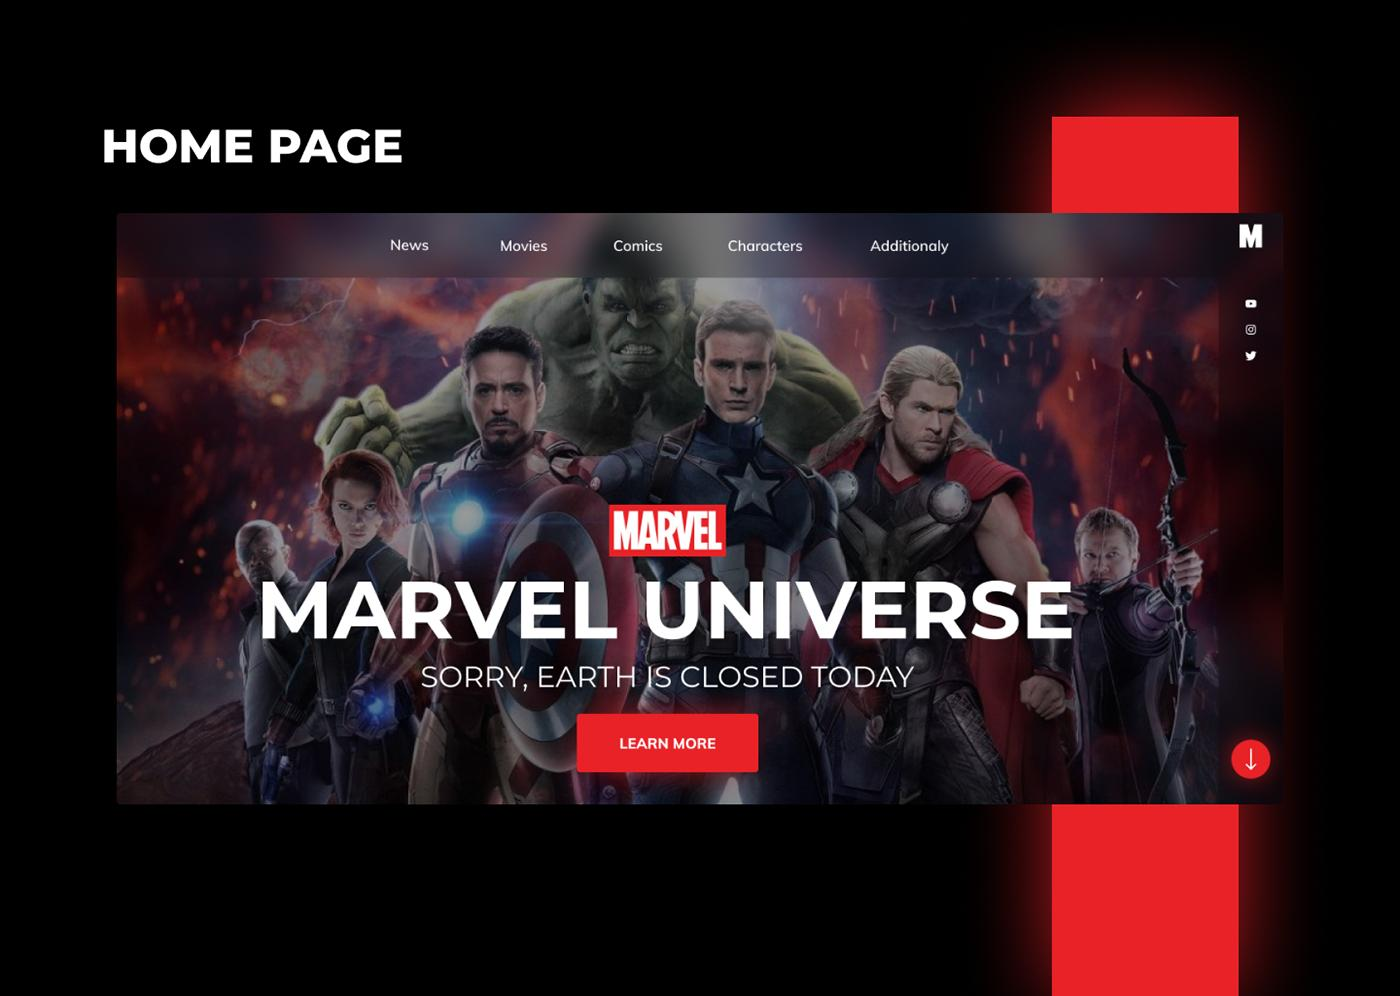 HOME PAGE
News Movies Comics Characters Additionaly
M
MARVEL
MARVEL UNIVERSE
SORRY, EARTH IS CLOSED TODAY
LEARN MORE